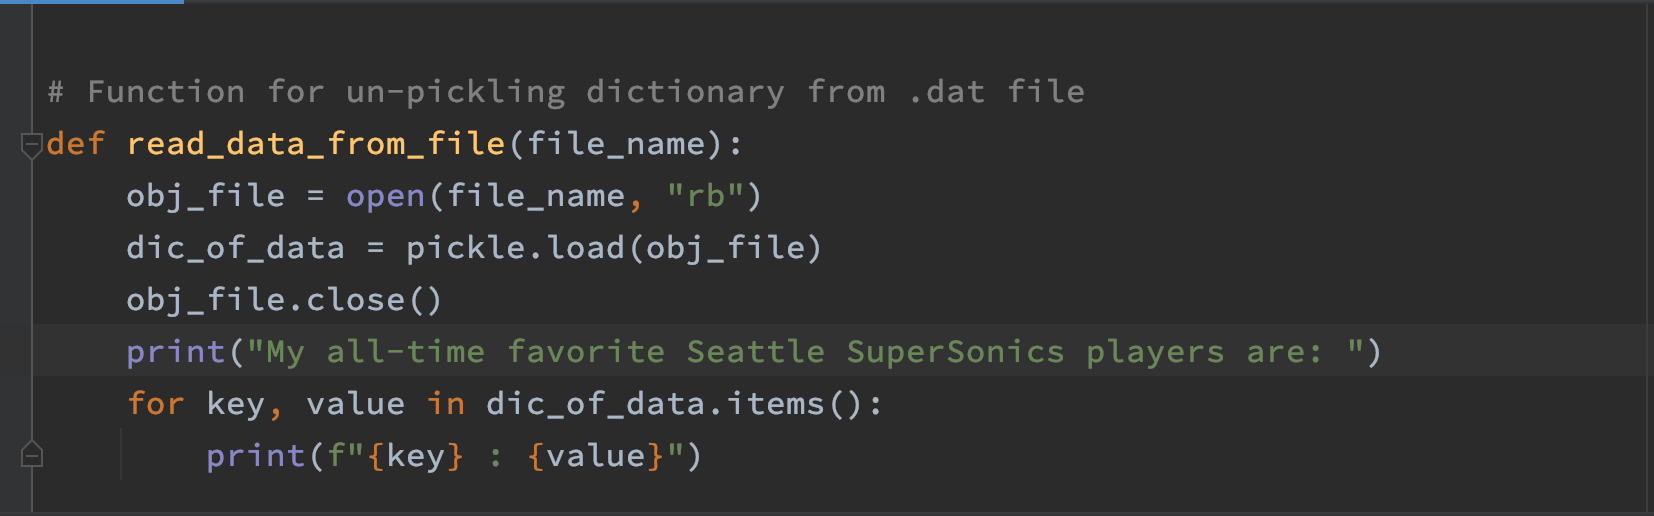 # Function for un-pickling dictionary from .dat file
def read_data_from_file(file_name):
    obj_file = open(file_name, "rb")
    dic_of_data = pickle.load(obj_file)
    obj_file.close()
    print("My all-time favorite Seattle SuperSonics players are: ")
    for key, value in dic_of_data.items():
        print(f"{key} : {value}")